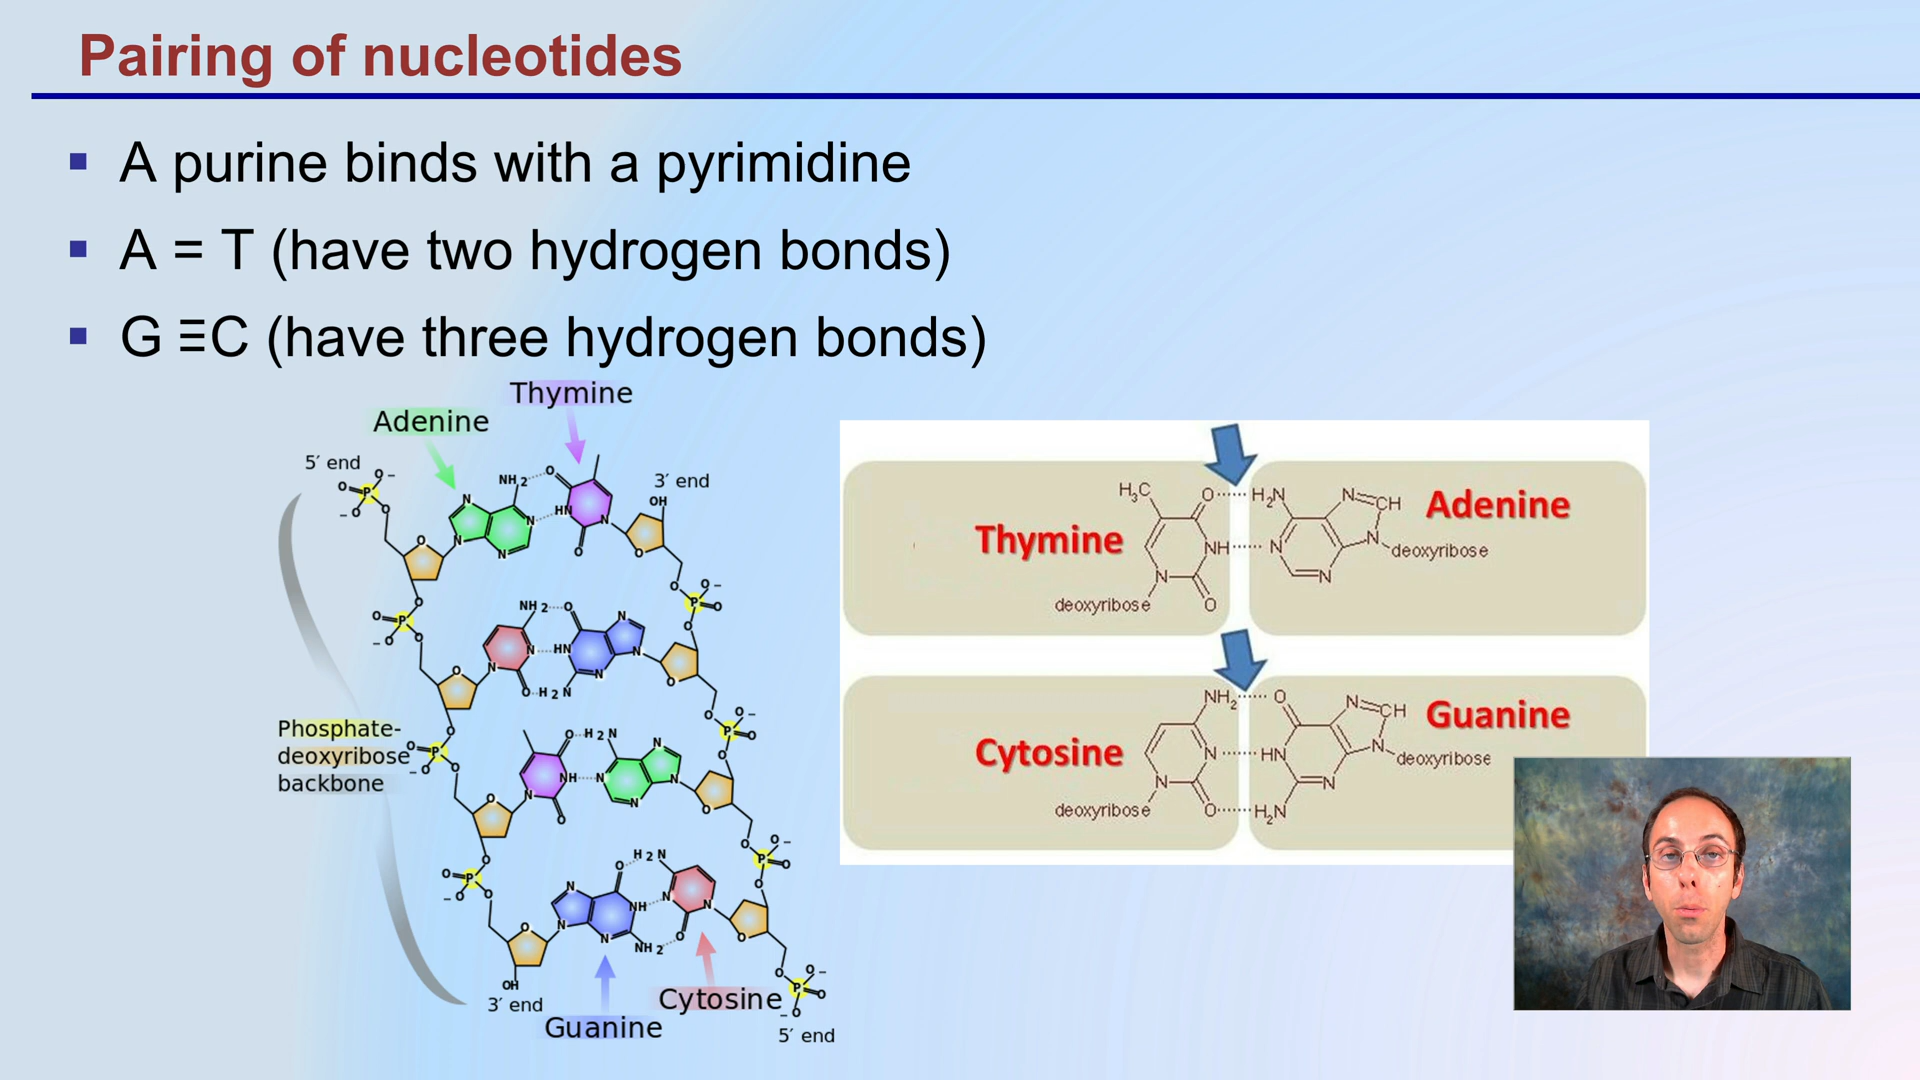 Pairing of nucleotides
▪ A purine binds with a pyrimidine
▪ A = T (have two hydrogen bonds)
▪ G ≡C (have three hydrogen bonds)
Thymine
Adenine
5′ end
3′ end
Phosphate-
deoxyribose
backbone
3′ end
Cytosine
Guanine
5′ end
O −
O
P
− O
O
NH 2
O
N
N
HN
N
N
N
O
OH
O
O
O
O −
P
O
O
O
O
P
− O
O
NH 2
O
N
HN
N
N
O
H 2 N
N
N
O
O
O
O −
P
O
O
O
O
P
− O
O
O
H 2 N
N
NH
N
N
O
N
N
O
O
O
O −
P
O
O
O
O
P
− O
O
O
H 2 N
N
N
NH
N
N
N
NH 2
O
O
O
OH
O
O −
P
O
− O
H₃C
O
H₂N
N
CH
Adenine
Thymine
NH
N
N
deoxyribose
N
N
deoxyribose
O
NH₂
O
N
CH
Guanine
Cytosine
N
HN
N
deoxyribose
N
N
deoxyribose
O
H₂N